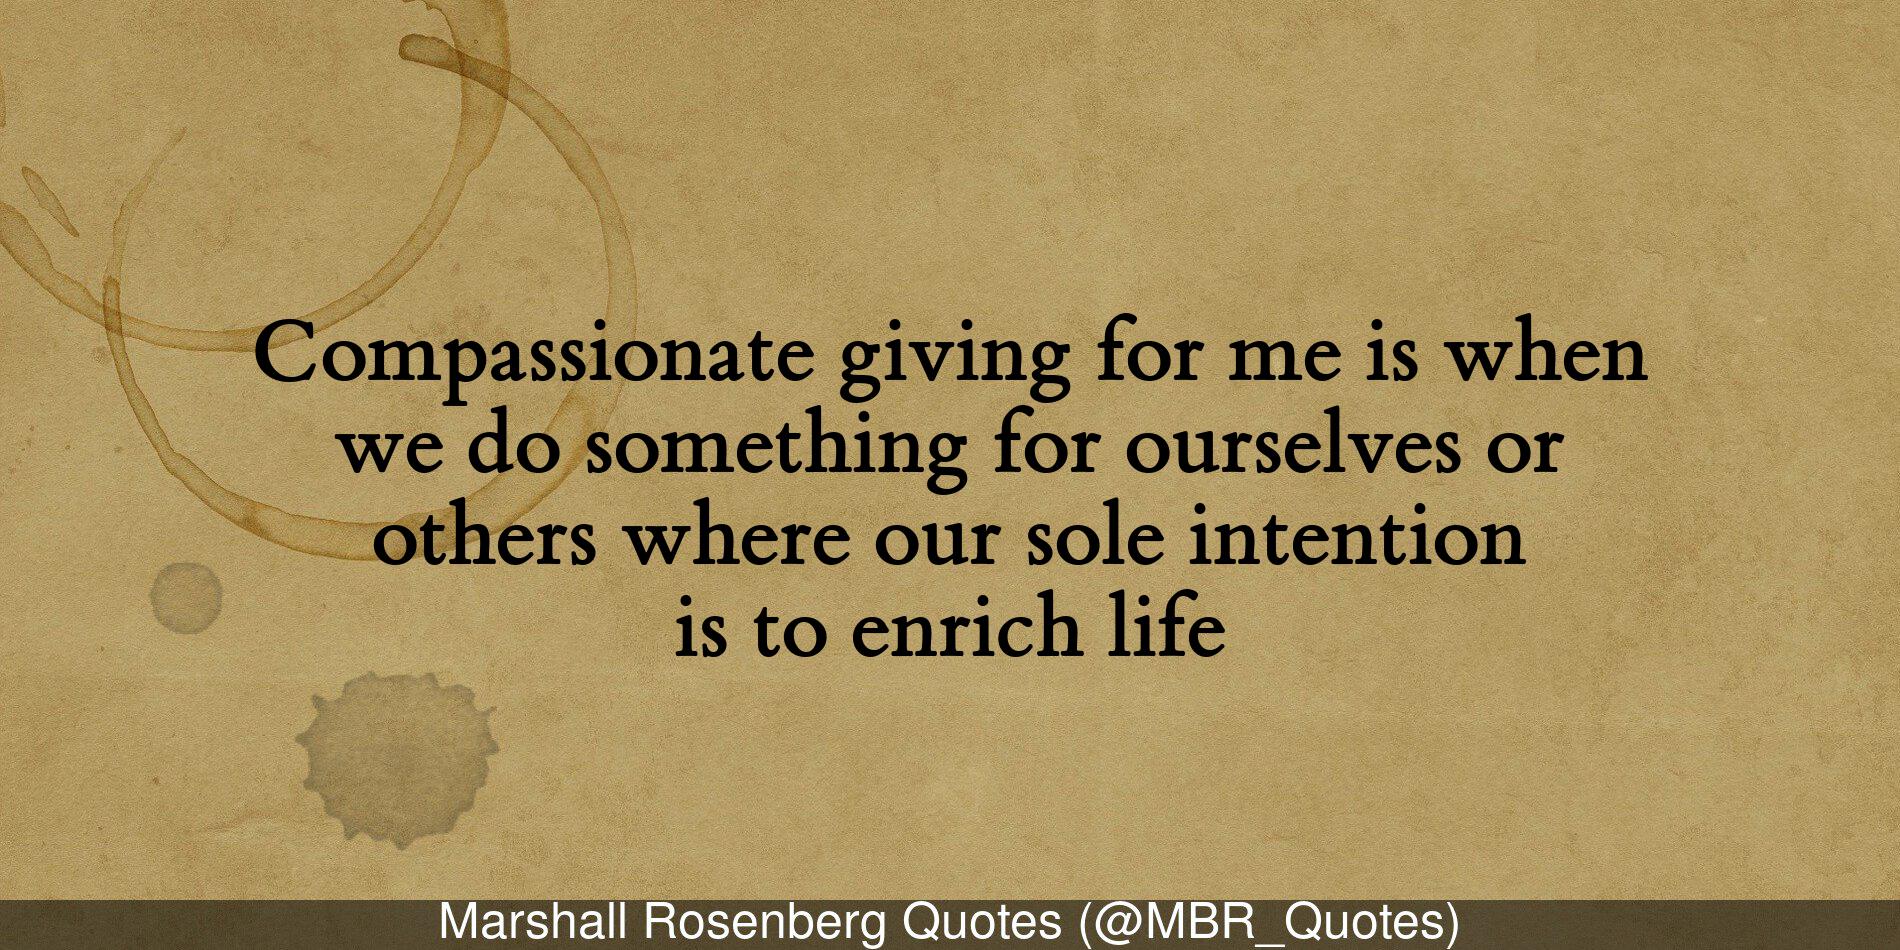 Compassionate giving for me is when
we do something for ourselves or
others where our sole intention
is to enrich life
Marshall Rosenberg Quotes (@MBR_Quotes)